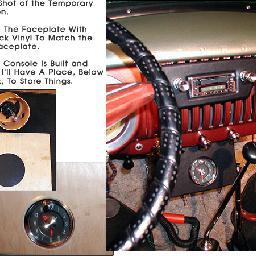 Shot of the Temporary
on.
The Faceplate With
ck Vinyl To Match the
aceplate.
Console Is Built and
I'll Have A Place, Below
To Store Things.